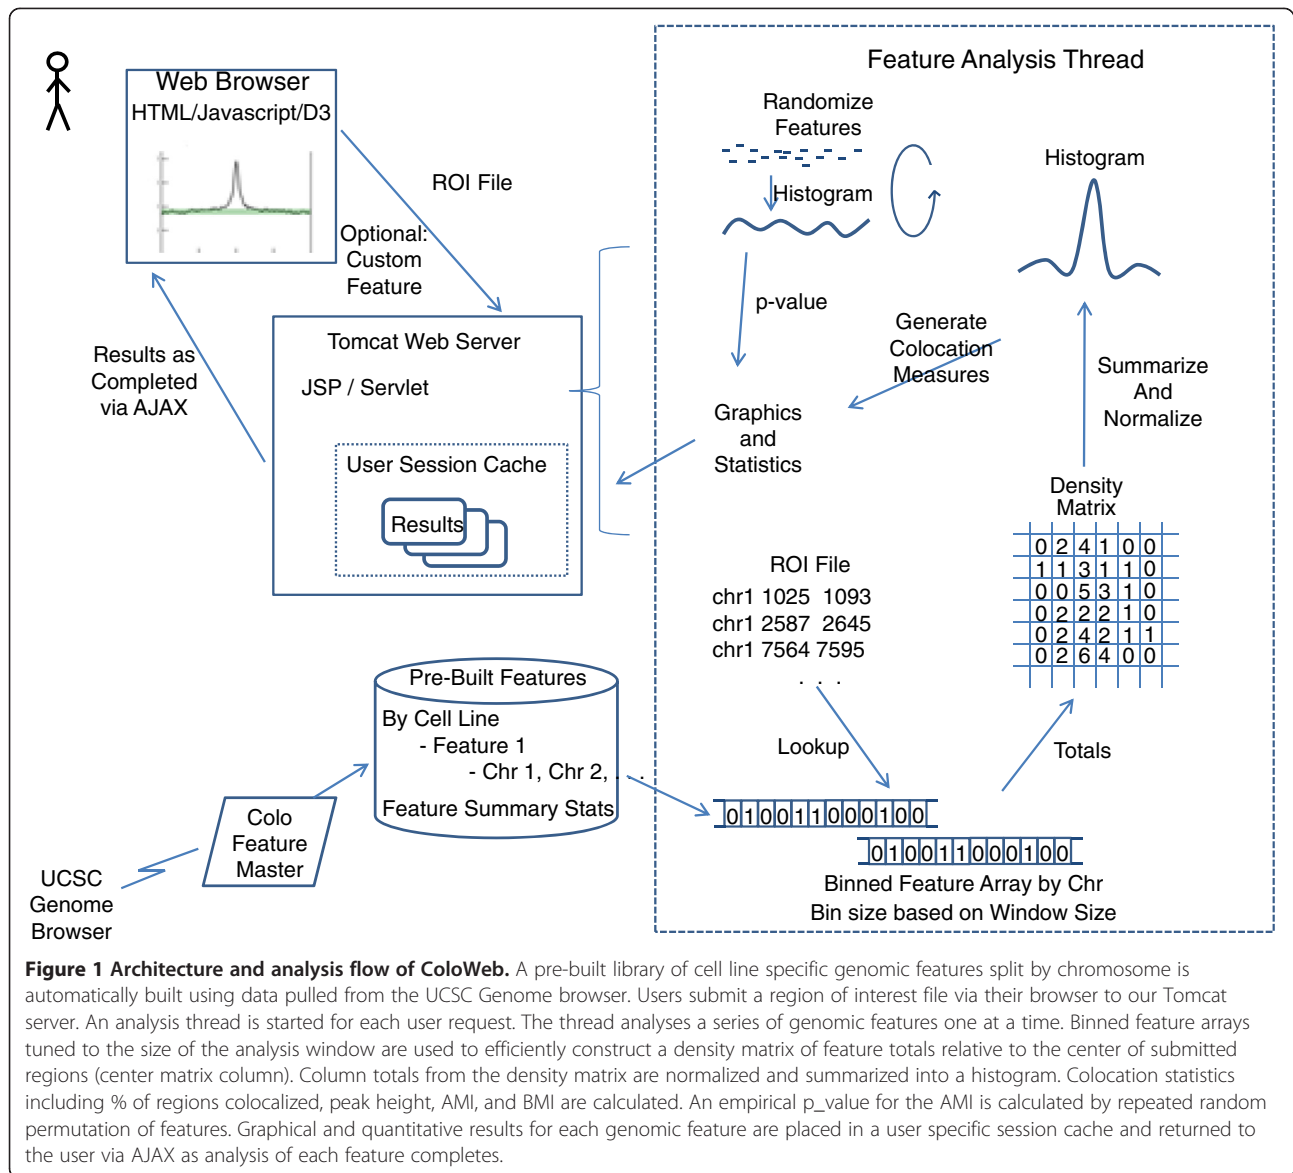 Web Browser
HTML/Javascript/D3
ROI File
Optional:
Custom
Feature
Tomcat Web Server
JSP / Servlet
User Session Cache
Results
Results as
Completed
via AJAX
Feature Analysis Thread
Randomize
Features
Histogram
p-value
Histogram
Generate
Colocation
Measures
Summarize
And
Normalize
Graphics
and
Statistics
Density
Matrix
0 2 4 1 0 0
1 1 3 1 1 0
0 0 5 3 1 0
0 2 2 2 1 0
0 2 4 2 1 1
0 2 6 4 0 0
ROI File
chr1 1025 1093
chr1 2587 2645
chr1 7564 7595
. . .
Lookup
Totals
Pre-Built Features
By Cell Line
- Feature 1
- Chr 1, Chr 2, . . .
Feature Summary Stats
Colo
Feature
Master
UCSC
Genome
Browser
0 1 0 0 1 1 0 0 0 1 0 0
0 1 0 0 1 1 0 0 0 1 0 0
Binned Feature Array by Chr
Bin size based on Window Size
Figure 1 Architecture and analysis flow of ColoWeb. A pre-built library of cell line specific genomic features split by chromosome is
automatically built using data pulled from the UCSC Genome browser. Users submit a region of interest file via their browser to our Tomcat
server. An analysis thread is started for each user request. The thread analyses a series of genomic features one at a time. Binned feature arrays
tuned to the size of the analysis window are used to efficiently construct a density matrix of feature totals relative to the center of submitted
regions (center matrix column). Column totals from the density matrix are normalized and summarized into a histogram. Colocation statistics
including % of regions colocalized, peak height, AMI, and BMI are calculated. An empirical p_value for the AMI is calculated by repeated random
permutation of features. Graphical and quantitative results for each genomic feature are placed in a user specific session cache and returned to
the user via AJAX as analysis of each feature completes.